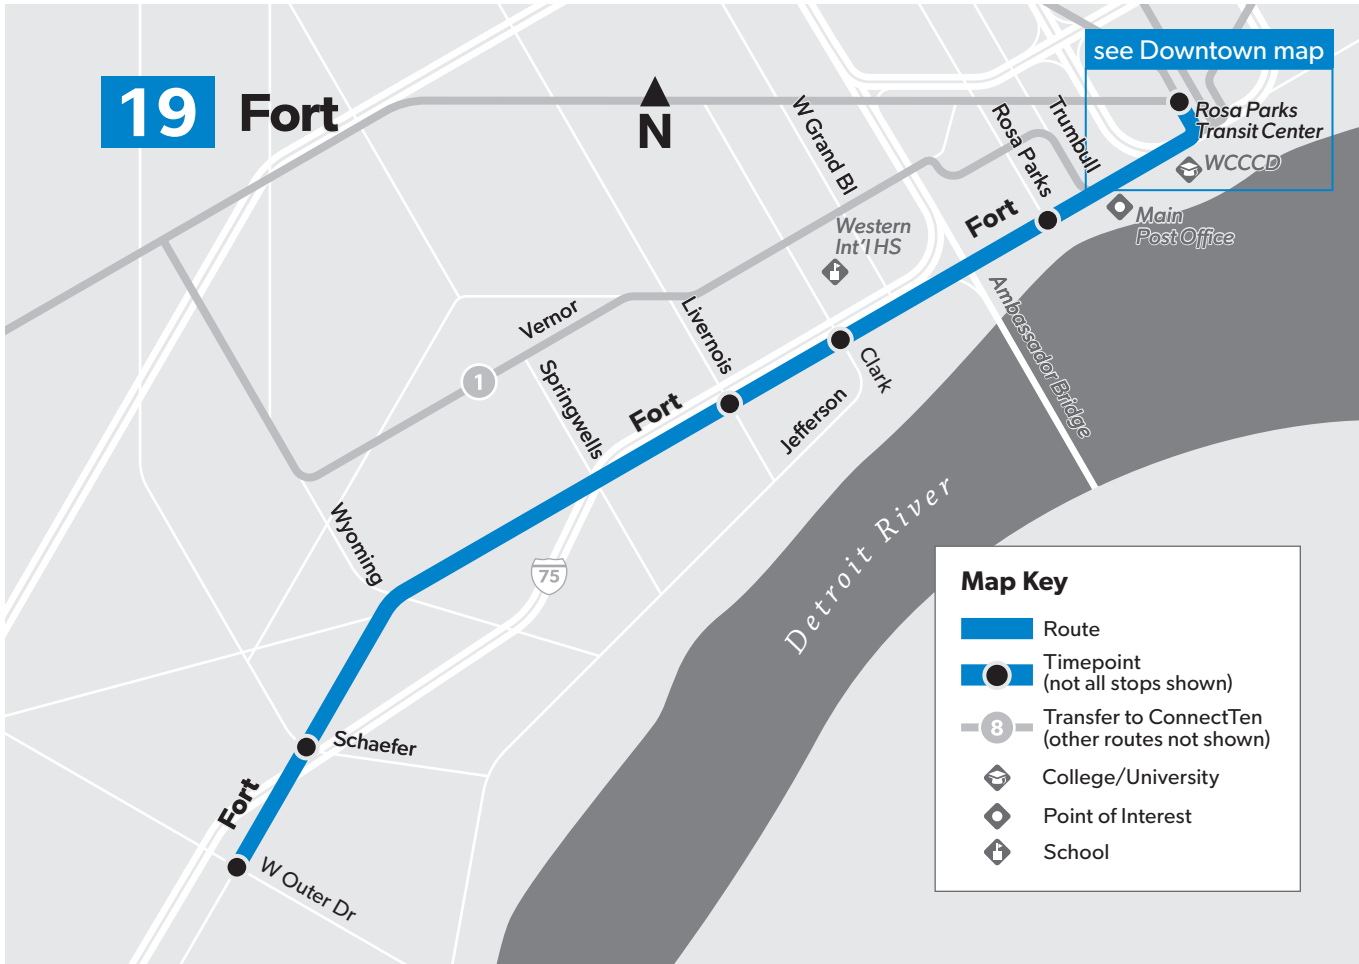 19 Fort
N
see Downtown map
Rosa Parks
Transit Center
WCCCD
Main
Post Office
W Grand Bl
Rosa Parks
Trumbull
Fort
Western
Int'l HS
Ambassador Bridge
Vernor
Livernois
Clark
Springwells
1
Fort
Jefferson
Wyoming
75
Detroit River
Schaefer
Fort
W Outer Dr
Map Key
Route
Timepoint
(not all stops shown)
8
Transfer to ConnectTen
(other routes not shown)
College/University
Point of Interest
School